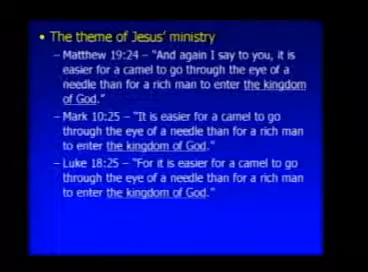 • The theme of Jesus' ministry
– Matthew 19:24 – "And again I say to you, it is
easier for a camel to go through the eye of a
needle than for a rich man to enter the kingdom
of God."
– Mark 10:25 – "It is easier for a camel to go
through the eye of a needle than for a rich man
to enter the kingdom of God."
– Luke 18:25 – "For it is easier for a camel to go
through the eye of a needle than for a rich man
to enter the kingdom of God."